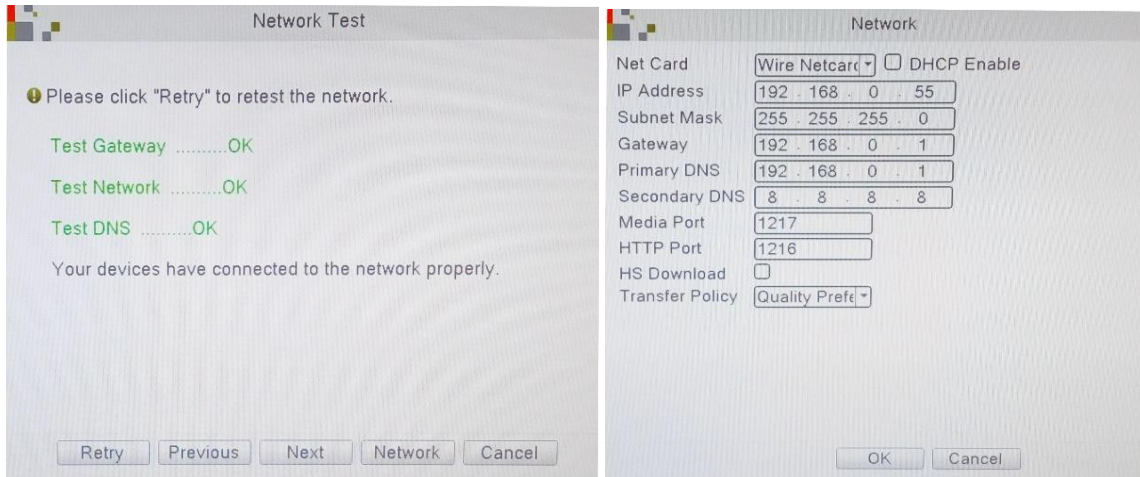 Network Test
Please click "Retry" to retest the network.
Test Gateway ..........OK
Test Network ..........OK
Test DNS ..........OK
Your devices have connected to the network properly.
Retry Previous Next Network Cancel
Network
Net Card Wire Netcard DHCP Enable
IP Address 192 . 168 . 0 . 55
Subnet Mask 255 . 255 . 255 . 0
Gateway 192 . 168 . 0 . 1
Primary DNS 192 . 168 . 0 . 1
Secondary DNS 8 . 8 . 8 . 8
Media Port 1217
HTTP Port 1216
HS Download
Transfer Policy Quality Prefe
OK Cancel